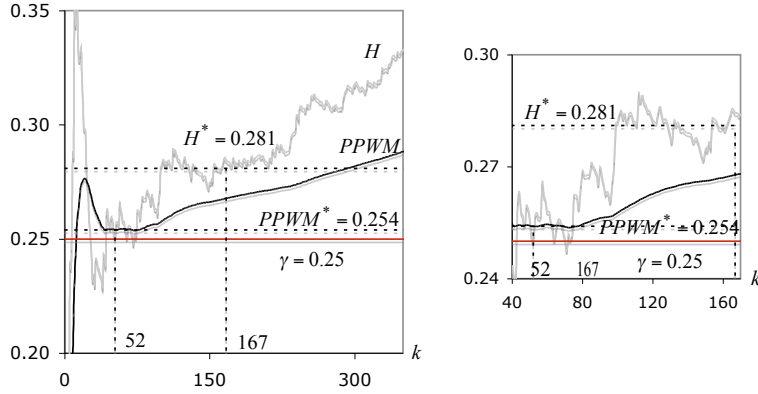 0.35
H
0.30
H* = 0.281
PPWM
PPWM* = 0.254
0.25
γ = 0.25
52
167
0.20
k
0
150
300
0.30
H* = 0.281
0.27
PPWM* = 0.254
52
167
γ = 0.25
0.24
k
40
80
120
160